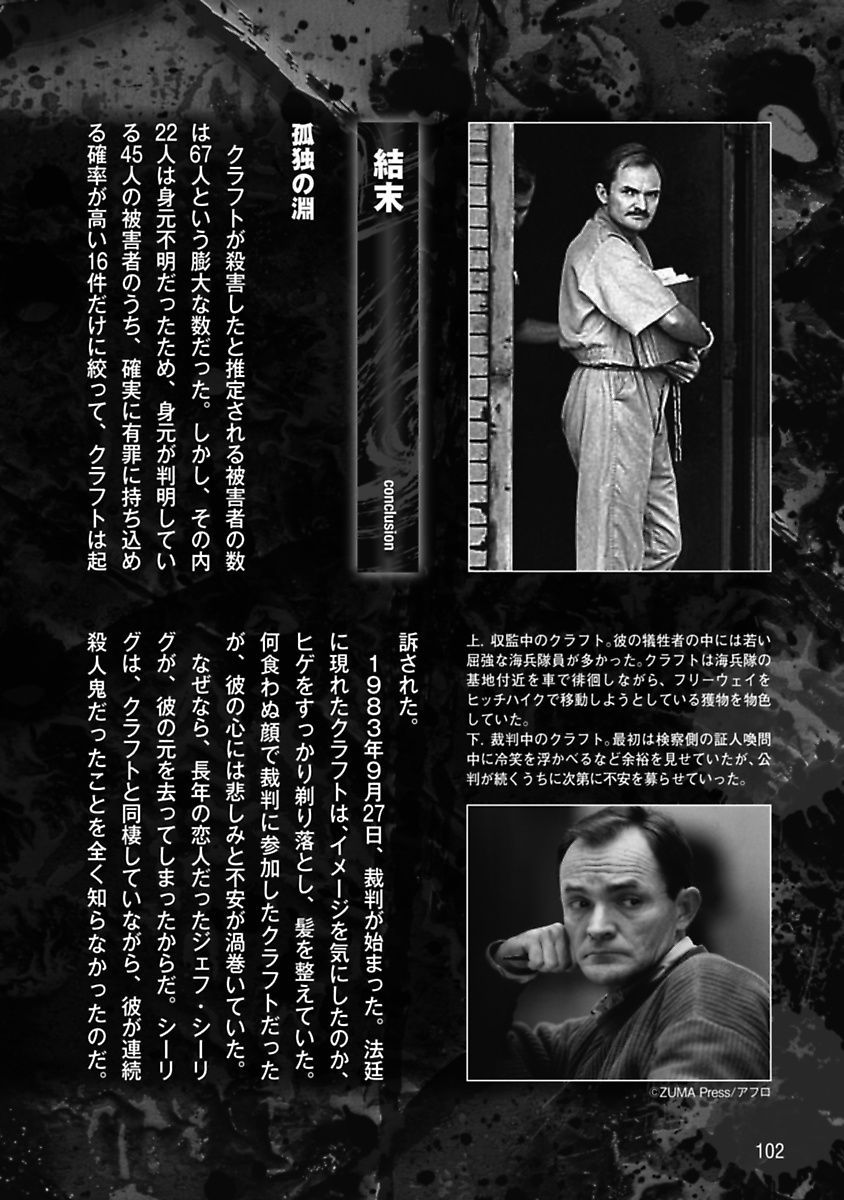 上. 収監中のクラフト。彼の犠牲者の中には若い
屈強な海兵隊員が多かった。クラフトは海兵隊の
基地付近を車で徘徊しながら、フリーウェイを
ヒッチハイクで移動しようとしている獲物を物色
していた。
下. 裁判中のクラフト。最初は検察側の証人喚問
中に冷笑を浮かべるなど余裕を見せていたが、公
判が続くうちに次第に不安を募らせていった。
©ZUMA Press/アフロ
結末
conclusion
孤独の淵
クラフトが殺害したと推定される被害者の数
は67人という膨大な数だった。しかし、その内
22人は身元不明だったため、身元が判明してい
る45人の被害者のうち、確実に有罪に持ち込め
る確率が高い16件だけに絞って、クラフトは起
訴された。
1983年9月27日、裁判が始まった。法廷
に現れたクラフトは、イメージを気にしたのか、
ヒゲをすっかり剃り落とし、髪を整えていた。
何食わぬ顔で裁判に参加したクラフトだった
が、彼の心には悲しみと不安が渦巻いていた。
なぜなら、長年の恋人だったジェフ・シーリ
グが、彼の元を去ってしまったからだ。シーリ
グは、クラフトと同棲していながら、彼が連続
殺人鬼だったことを全く知らなかったのだ。
102